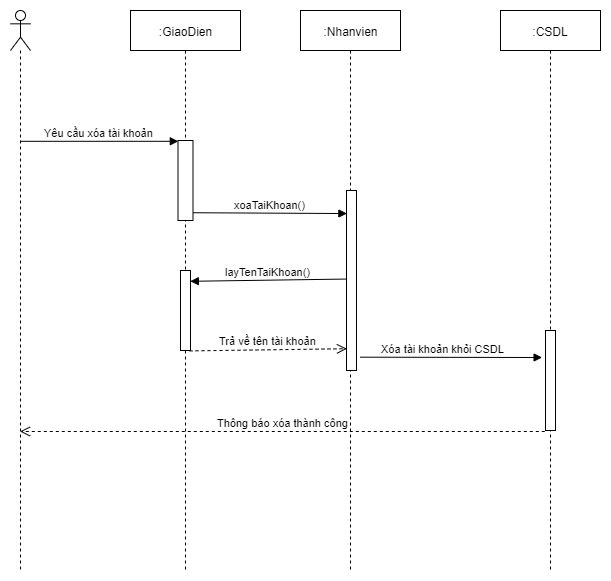 :GiaoDien
:Nhanvien
:CSDL
Yêu cầu xóa tài khoản
xoaTaiKhoan()
layTenTaiKhoan()
Trả về tên tài khoản
Xóa tài khoản khỏi CSDL
Thông báo xóa thành công